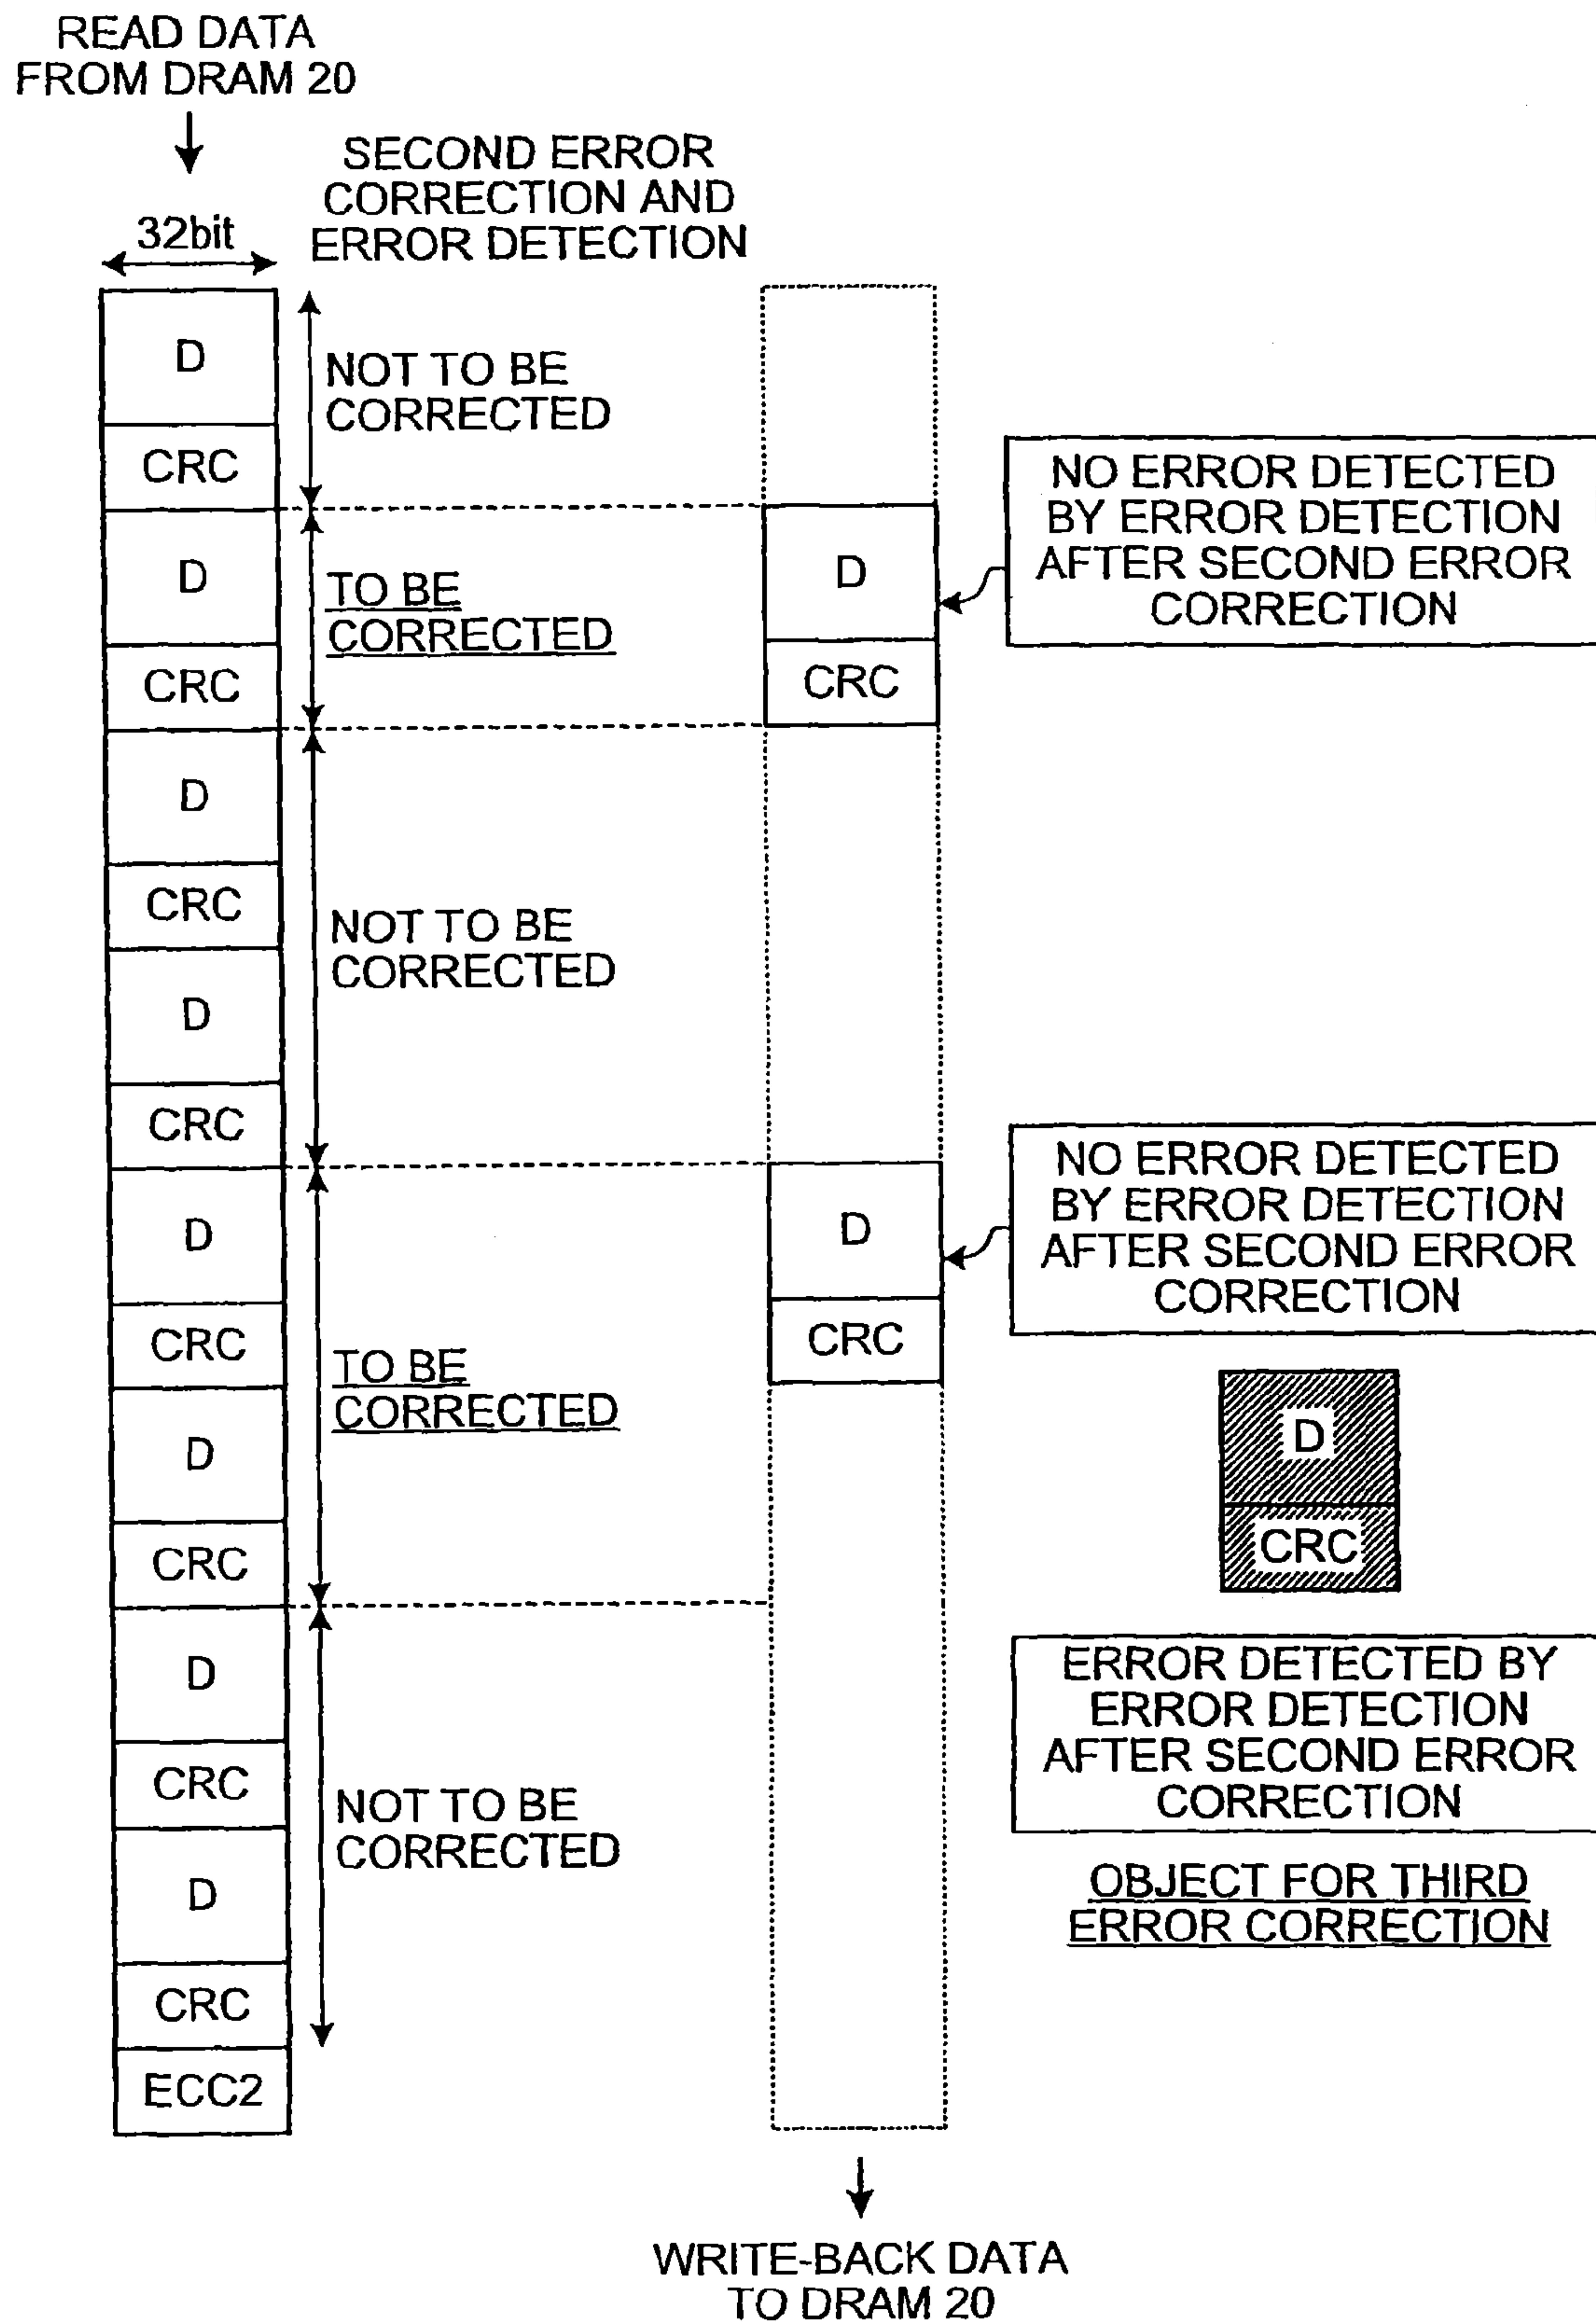 READ DATA
FROM DRAM 20
SECOND ERROR
CORRECTION AND
ERROR DETECTION
32bit
D
NOT TO BE
CORRECTED
CRC
NO ERROR DETECTED
BY ERROR DETECTION
AFTER SECOND ERROR
CORRECTION
D
TO BE
CORRECTED
D
CRC
CRC
D
CRC
NOT TO BE
CORRECTED
D
CRC
NO ERROR DETECTED
BY ERROR DETECTION
AFTER SECOND ERROR
CORRECTION
D
D
CRC
CRC
TO BE
CORRECTED
D
CRC
D
CRC
ERROR DETECTED BY
ERROR DETECTION
AFTER SECOND ERROR
CORRECTION
D
CRC
NOT TO BE
CORRECTED
OBJECT FOR THIRD
ERROR CORRECTION
D
CRC
ECC2
WRITE-BACK DATA
TO DRAM 20